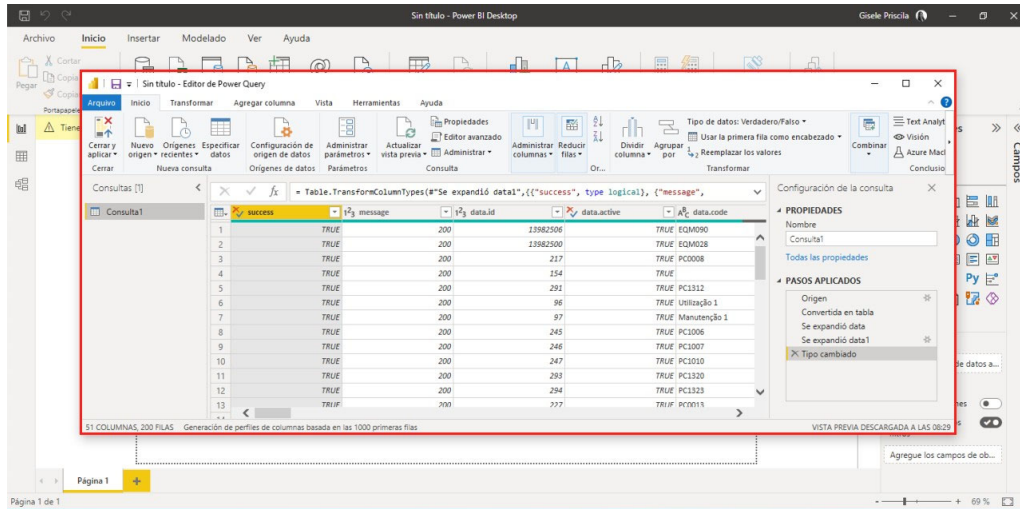 Sin título - Power BI Desktop
Gisele Priscila
Archivo Inicio Insertar Modelado Ver Ayuda
Pegar
Cortar
Portapapeles
Sin título - Editor de Power Query
Arquivo Inicio Transformar Agregar columna Vista Herramientas Ayuda
Cerrar y aplicar
Nuevo origen
Orígenes recientes
Especificar datos
Configuración de origen de datos
Administrar parámetros
Actualizar vista previa
Propiedades
Editor avanzado
Administrar
Administrar columnas
Reducir filas
Dividir columna
Agrupar por
Tipo de datos: Verdadero/Falso
Usar la primera fila como encabezado
Reemplazar los valores
Combinar
Text Analyt
Visión
Azure Macl
Cerrar Nueva consulta Orígenes de datos Parámetros Consulta Or... Transformar Conclusio
Consultas [1]
Consulta1
= Table.TransformColumnTypes(#"Se expandió data1",{{"success", type logical}, {"message",
success 123 message 123 data.id data.active ABC data.code
1 TRUE 200 13982506 TRUE EQM090
2 TRUE 200 13982500 TRUE EQM028
3 TRUE 200 217 TRUE PC0008
4 TRUE 200 154 TRUE
5 TRUE 200 291 TRUE PC1312
6 TRUE 200 96 TRUE Utilização 1
7 TRUE 200 97 TRUE Manutenção 1
8 TRUE 200 245 TRUE PC1006
9 TRUE 200 246 TRUE PC1007
10 TRUE 200 247 TRUE PC1010
11 TRUE 200 293 TRUE PC1320
12 TRUE 200 294 TRUE PC1323
13 TRUE 200 227 TRUE PC0013
Configuración de la consulta
PROPIEDADES
Nombre
Consulta1
Todas las propiedades
PASOS APLICADOS
Origen
Convertida en tabla
Se expandió data
Se expandió data1
Tipo cambiado
51 COLUMNAS, 200 FILAS Generación de perfiles de columnas basada en las 1000 primeras filas
VISTA PREVIA DESCARGADA A LAS 08:29
Tiene
Campos
Py
de datos a...
Agregue los campos de ob...
Página 1
Página 1 de 1
69 %